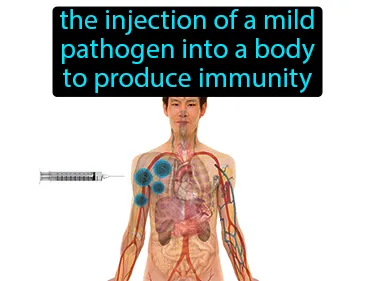 the injection of a mild
pathogen into a body
to produce immunity